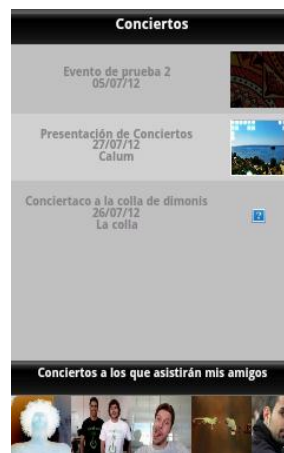 Conciertos
Evento de prueba 2
05/07/12
Presentación de Conciertos
27/07/12
Calum
Conciertaco a la colla de dimonis
26/07/12
La colla
?
Conciertos a los que asistirán mis amigos